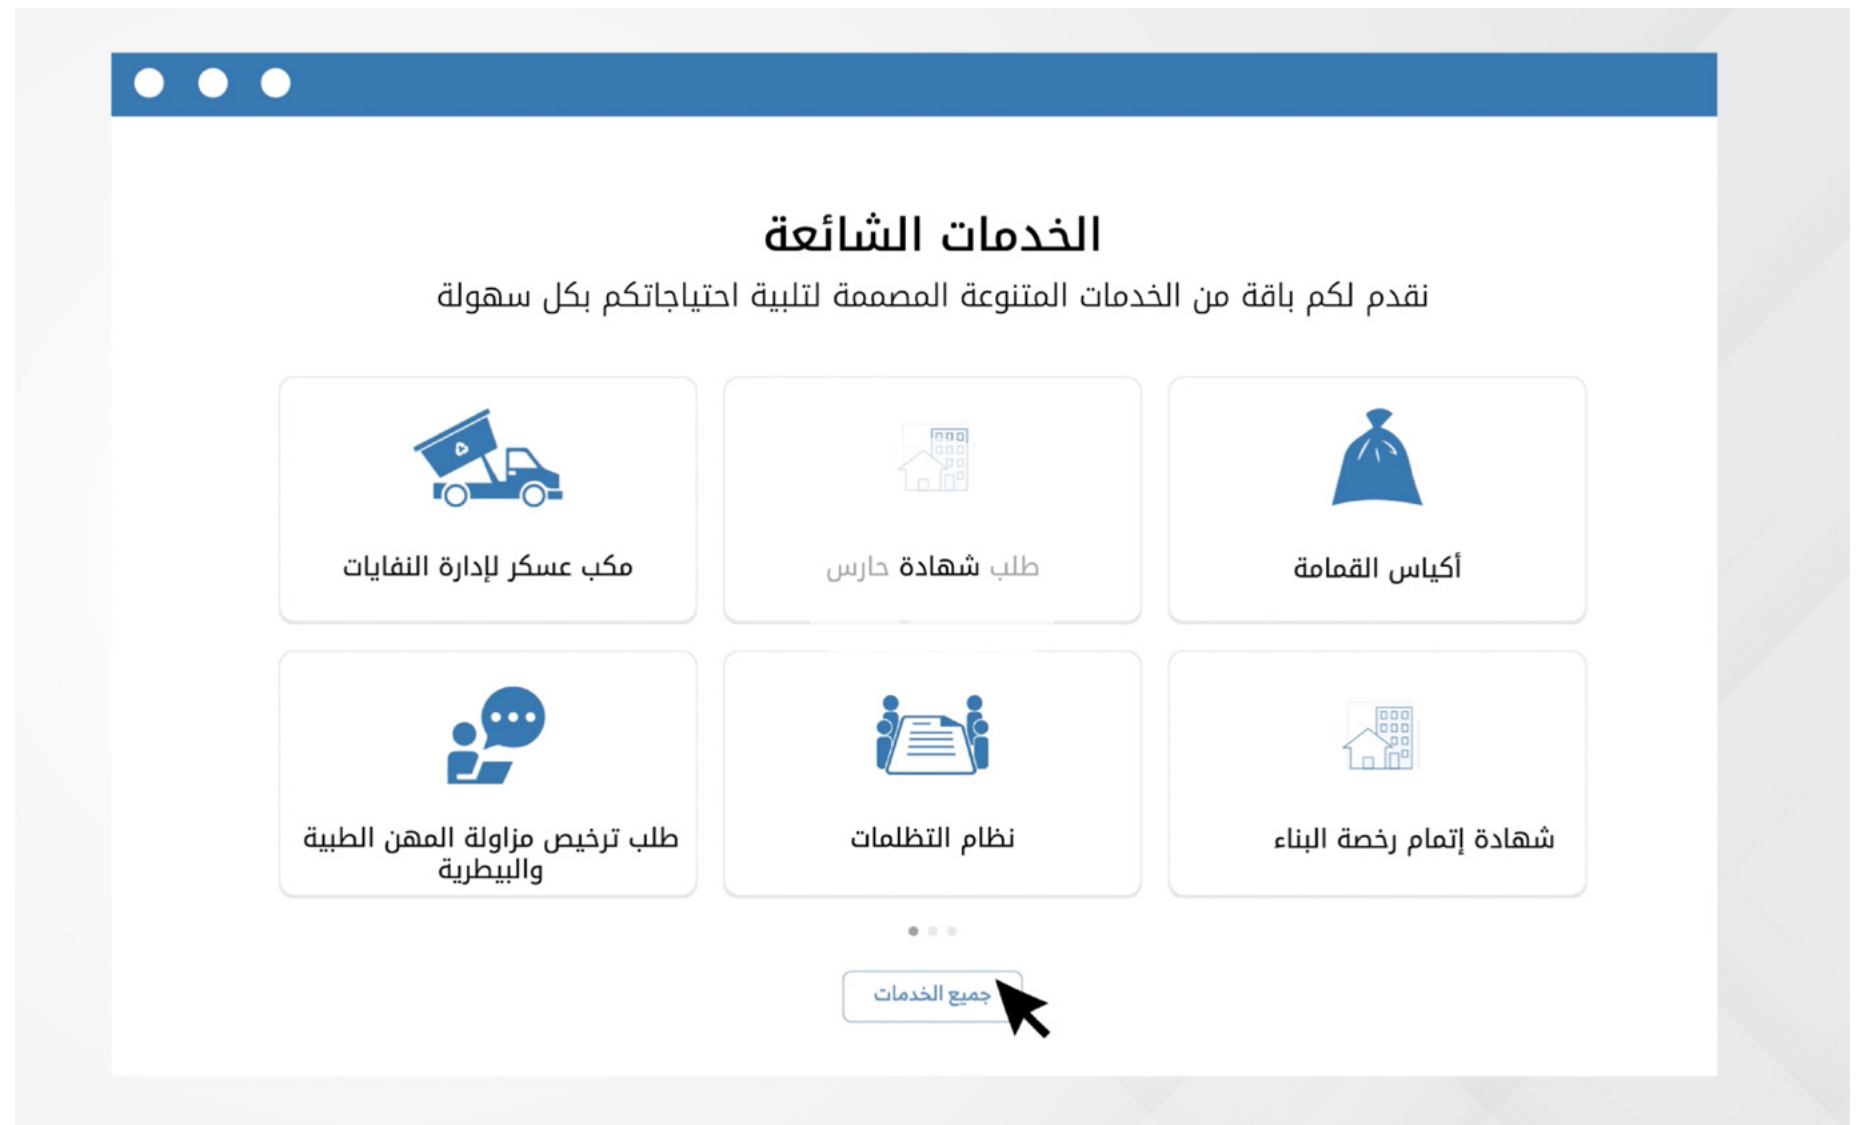 الخدمات الشائعة
نقدم لكم باقة من الخدمات المتنوعة المصممة لتلبية احتياجاتكم بكل سهولة
أكياس القمامة
طلب شهادة حارس
مكب عسكر لإدارة النفايات
شهادة إتمام رخصة البناء
نظام التظلمات
طلب ترخيص مزاولة المهن الطبية
والبيطرية
جميع الخدمات